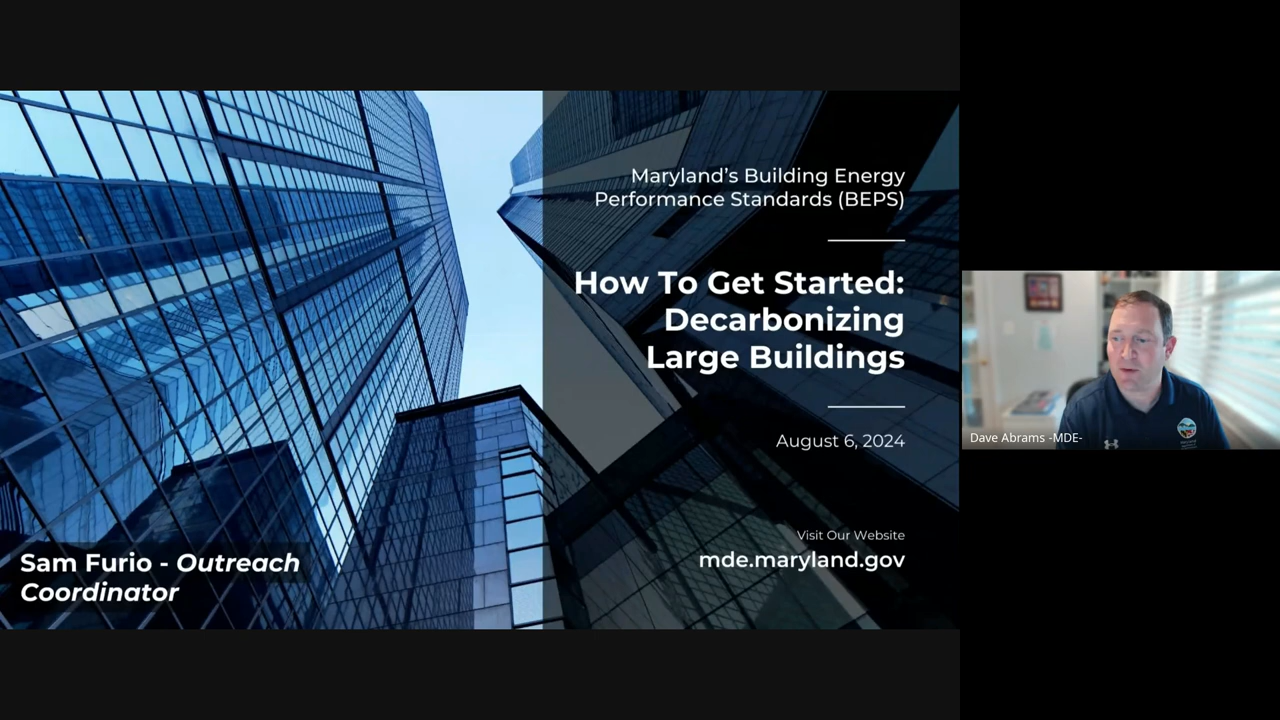 Maryland’s Building Energy
Performance Standards (BEPS)
How To Get Started:
Decarbonizing
Large Buildings
August 6, 2024
Visit Our Website
mde.maryland.gov
Sam Furio - Outreach
Coordinator
Dave Abrams -MDE-